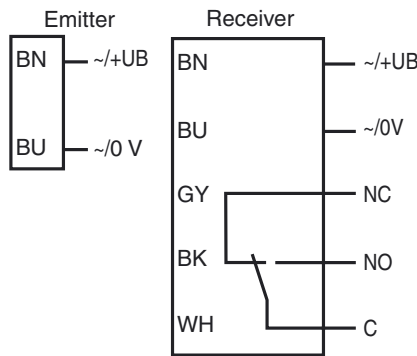 Emitter
BN ~/+UB
BU ~/0 V
Receiver
BN ~/+UB
BU ~/0V
GY NC
BK NO
WH C